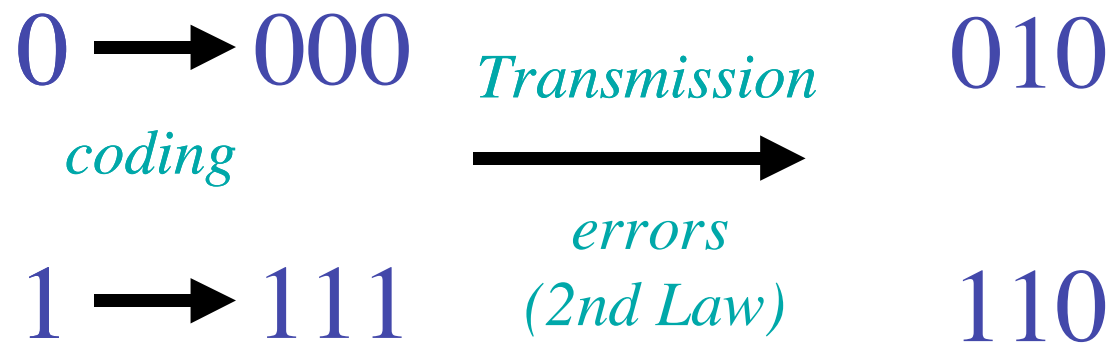 0 → 000
Transmission
010
coding
errors
1 → 111
(2nd Law)
110